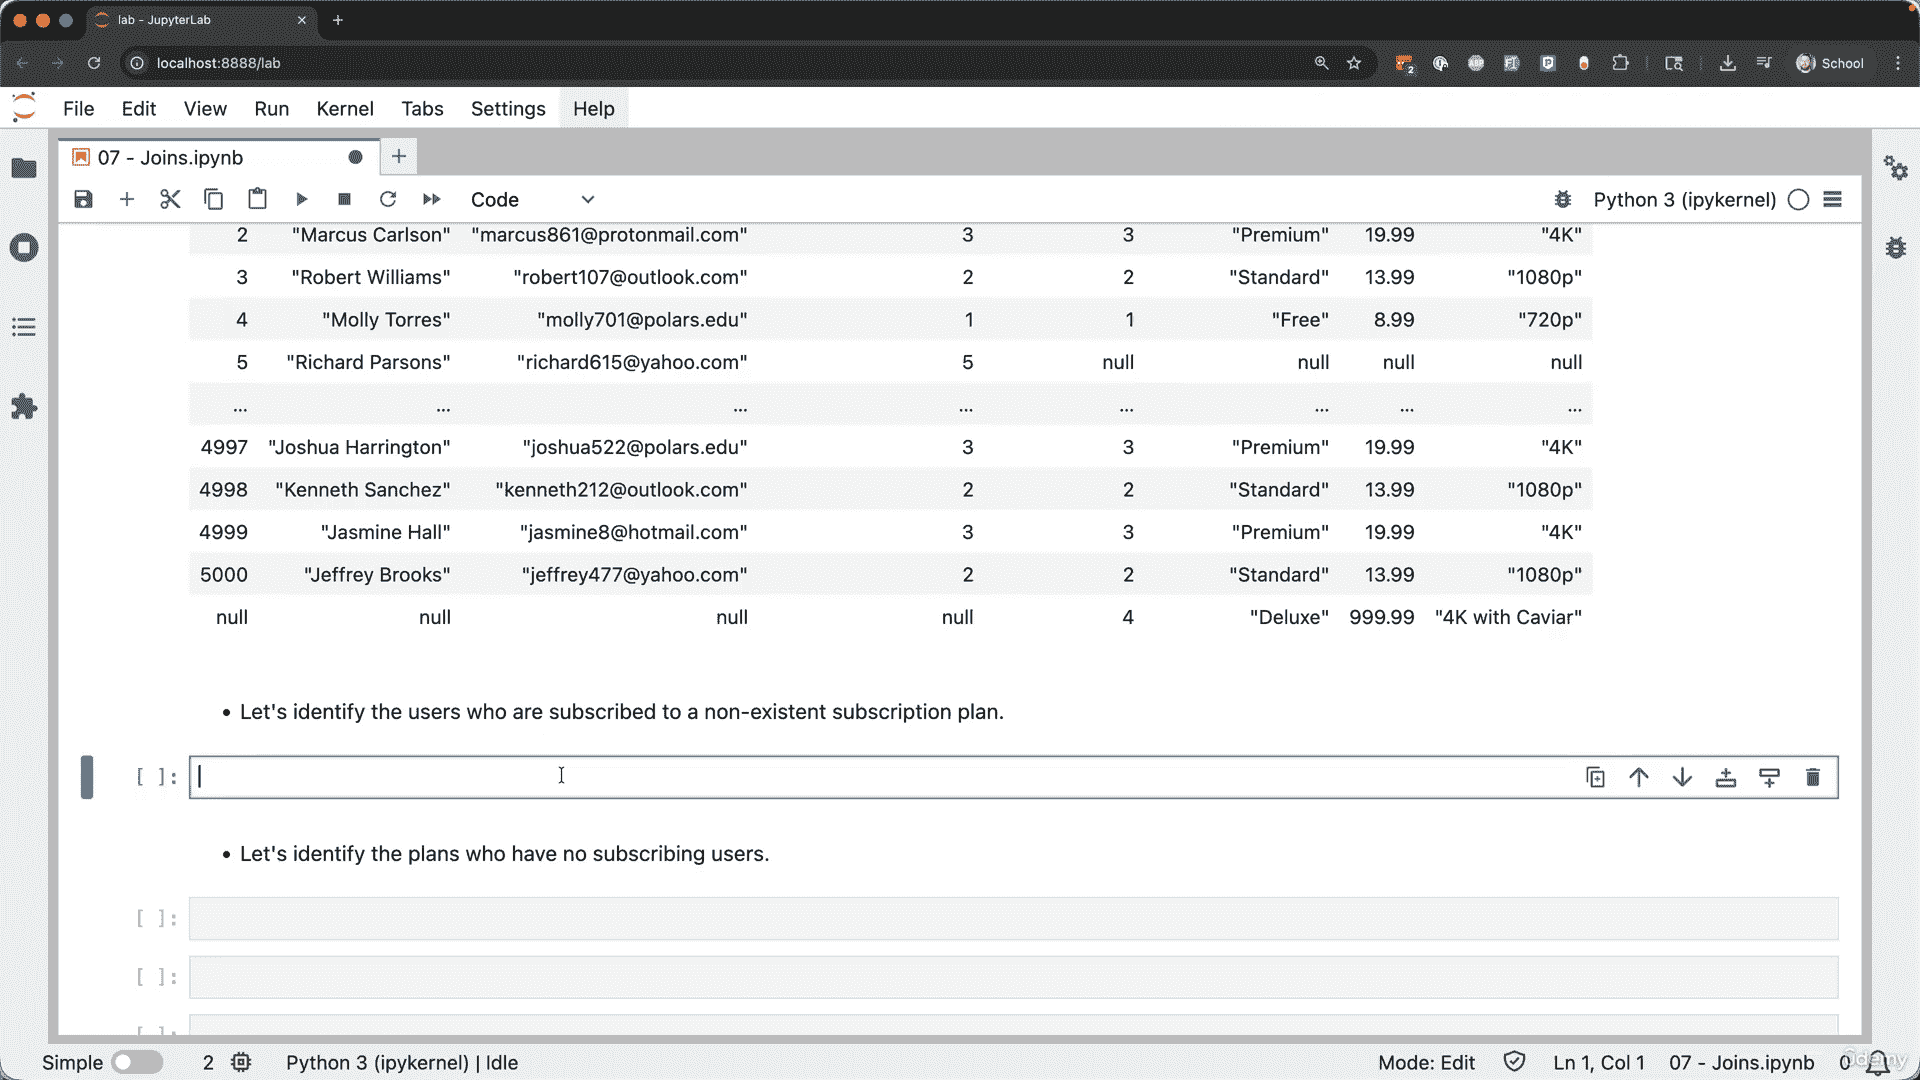 lab - JupyterLab
localhost:8888/lab
2
School
File Edit View Run Kernel Tabs Settings Help
07 - Joins.ipynb
Code
Python 3 (ipykernel)
2 "Marcus Carlson" "marcus861@protonmail.com" 3 3 "Premium" 19.99 "4K"
3 "Robert Williams" "robert107@outlook.com" 2 2 "Standard" 13.99 "1080p"
4 "Molly Torres" "molly701@polars.edu" 1 1 "Free" 8.99 "720p"
5 "Richard Parsons" "richard615@yahoo.com" 5 null null null null
... ... ... ... ... ... ... ...
4997 "Joshua Harrington" "joshua522@polars.edu" 3 3 "Premium" 19.99 "4K"
4998 "Kenneth Sanchez" "kenneth212@outlook.com" 2 2 "Standard" 13.99 "1080p"
4999 "Jasmine Hall" "jasmine8@hotmail.com" 3 3 "Premium" 19.99 "4K"
5000 "Jeffrey Brooks" "jeffrey477@yahoo.com" 2 2 "Standard" 13.99 "1080p"
null null null null 4 "Deluxe" 999.99 "4K with Caviar"
• Let's identify the users who are subscribed to a non-existent subscription plan.
[ ]:
• Let's identify the plans who have no subscribing users.
[ ]:
[ ]:
[ ]:
Simple 2 Python 3 (ipykernel) | Idle Mode: Edit Ln 1, Col 1 07 - Joins.ipynb 0
Udemy